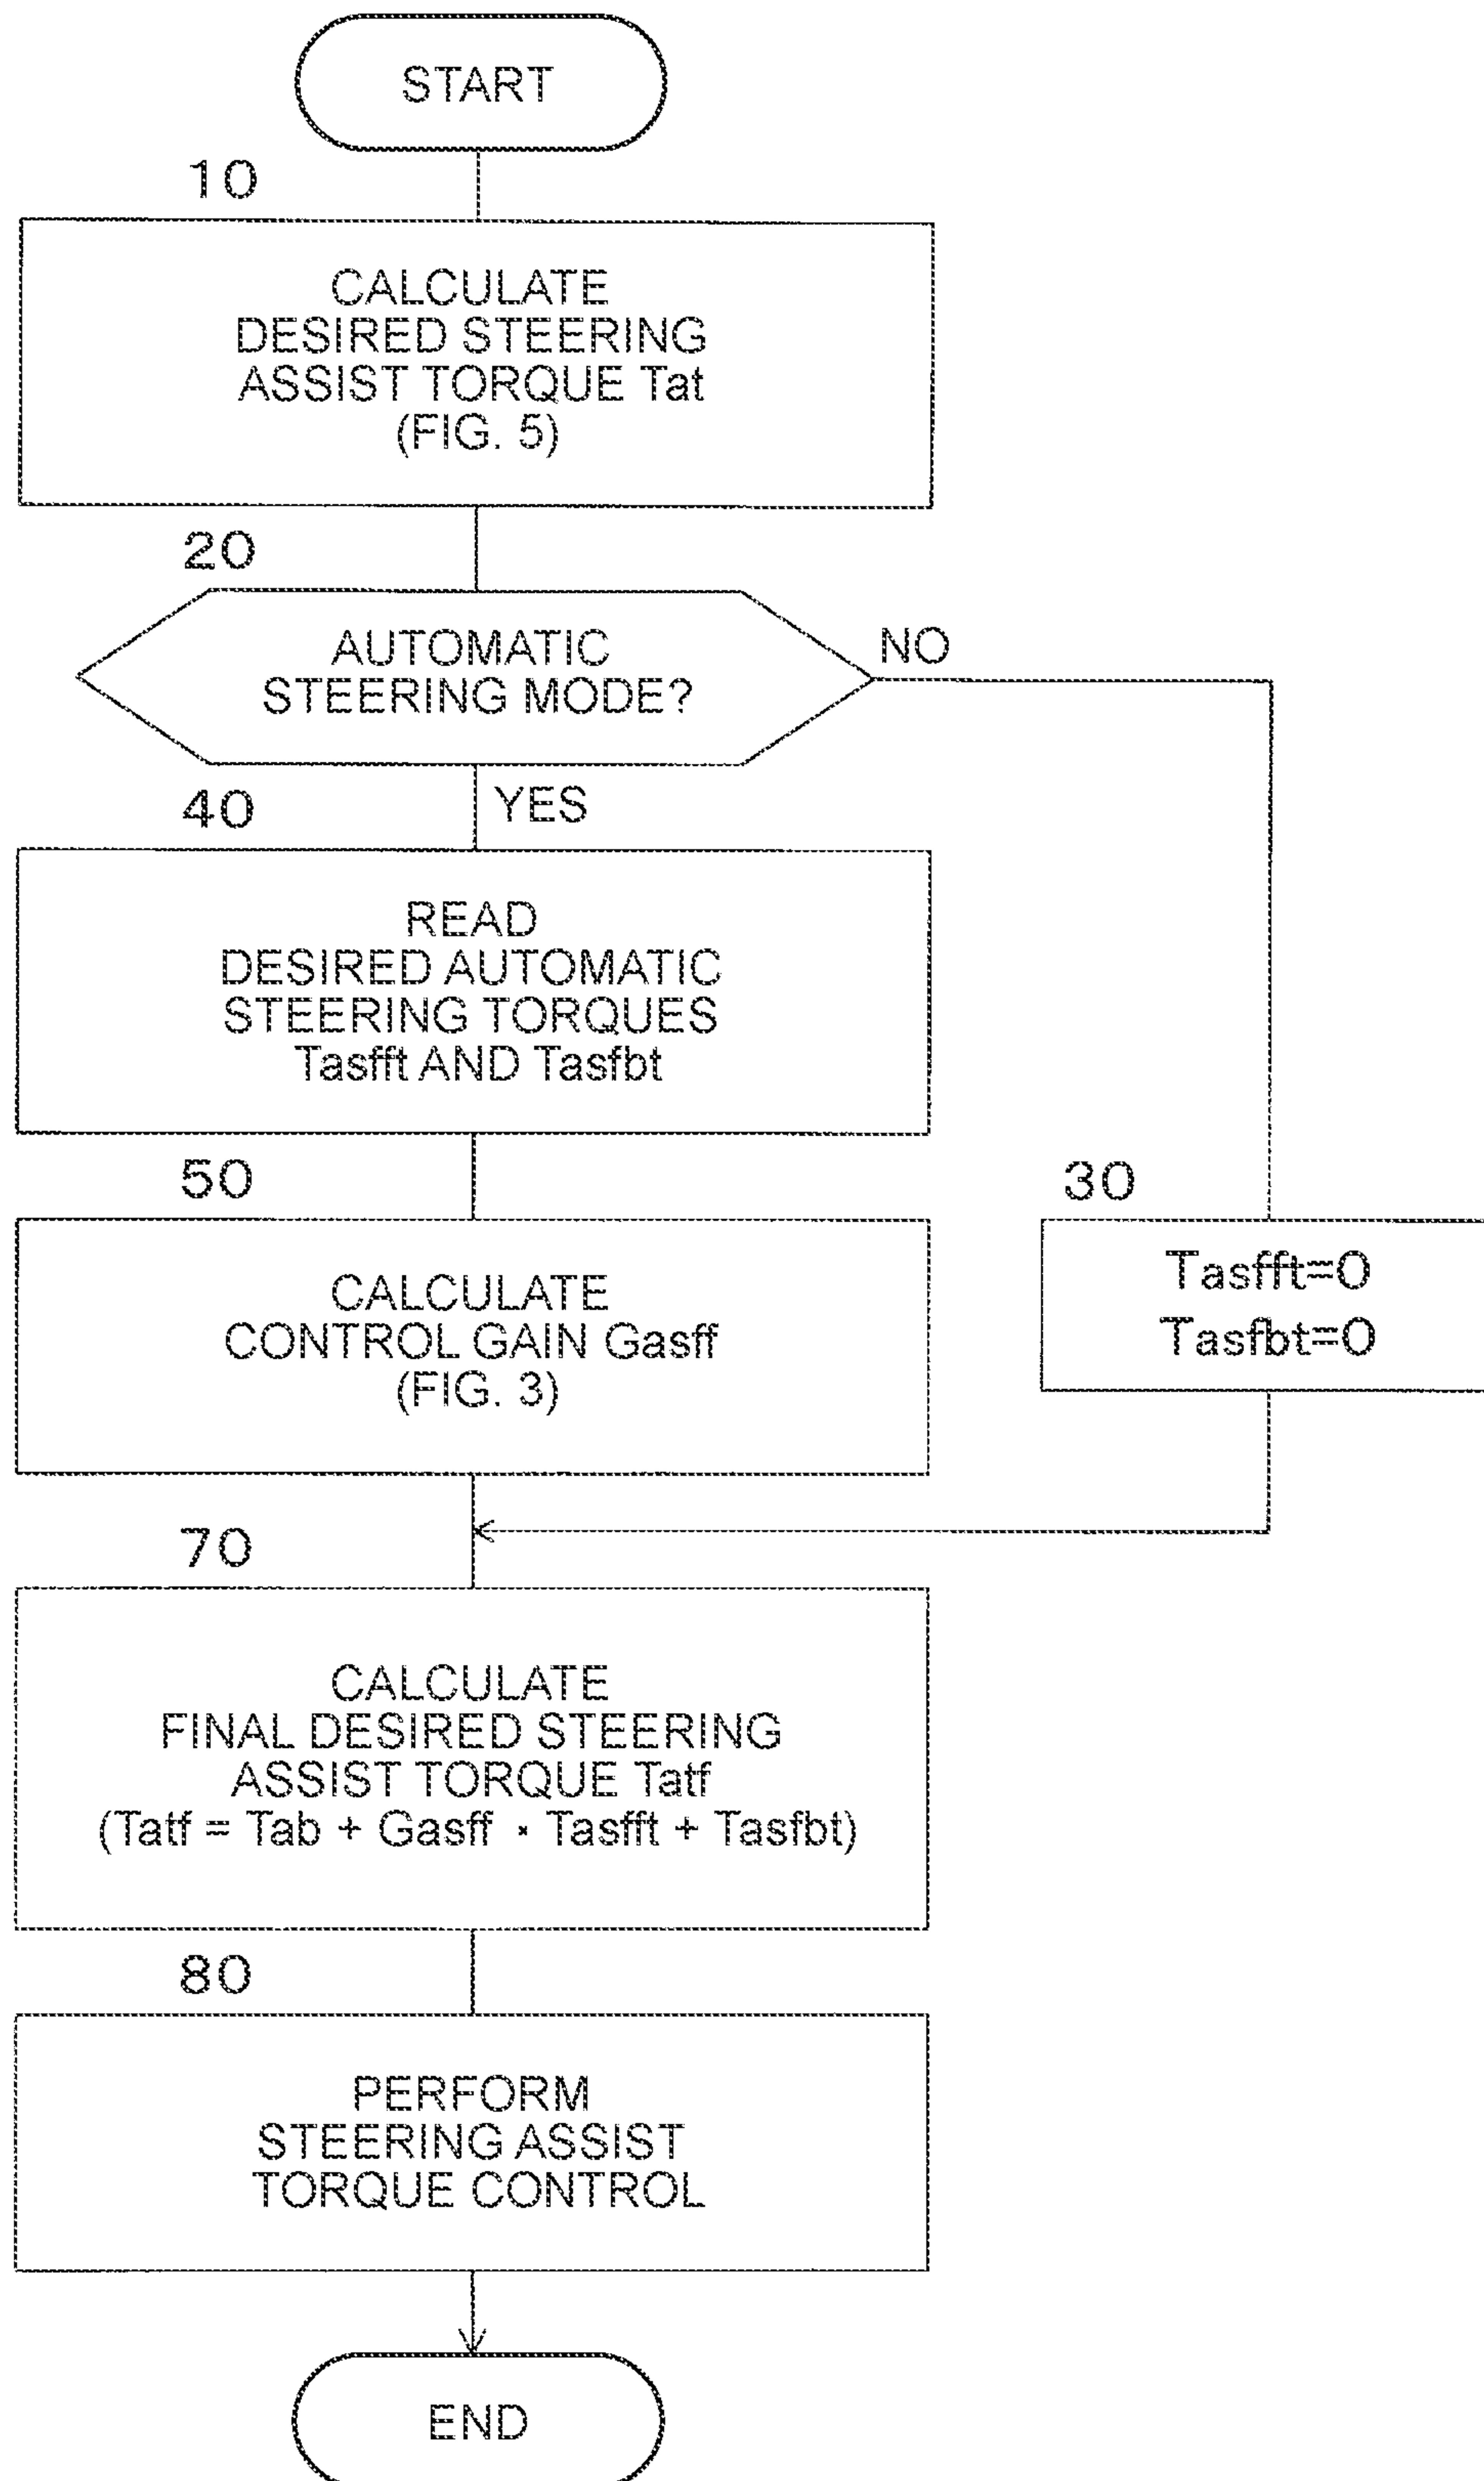 START
10
CALCULATE
DESIRED STEERING
ASSIST TORQUE Tat
(FIG. 5)
20
AUTOMATIC
STEERING MODE?
NO
40
YES
READ
DESIRED AUTOMATIC
STEERING TORQUES
Tasfft AND Tasfbt
50
CALCULATE
CONTROL GAIN Gasff
(FIG. 3)
30
Tasfft=0
Tasfbt=0
70
CALCULATE
FINAL DESIRED STEERING
ASSIST TORQUE Tatf
(Tatf = Tab + Gasff · Tasfft + Tasfbt)
80
PERFORM
STEERING ASSIST
TORQUE CONTROL
END